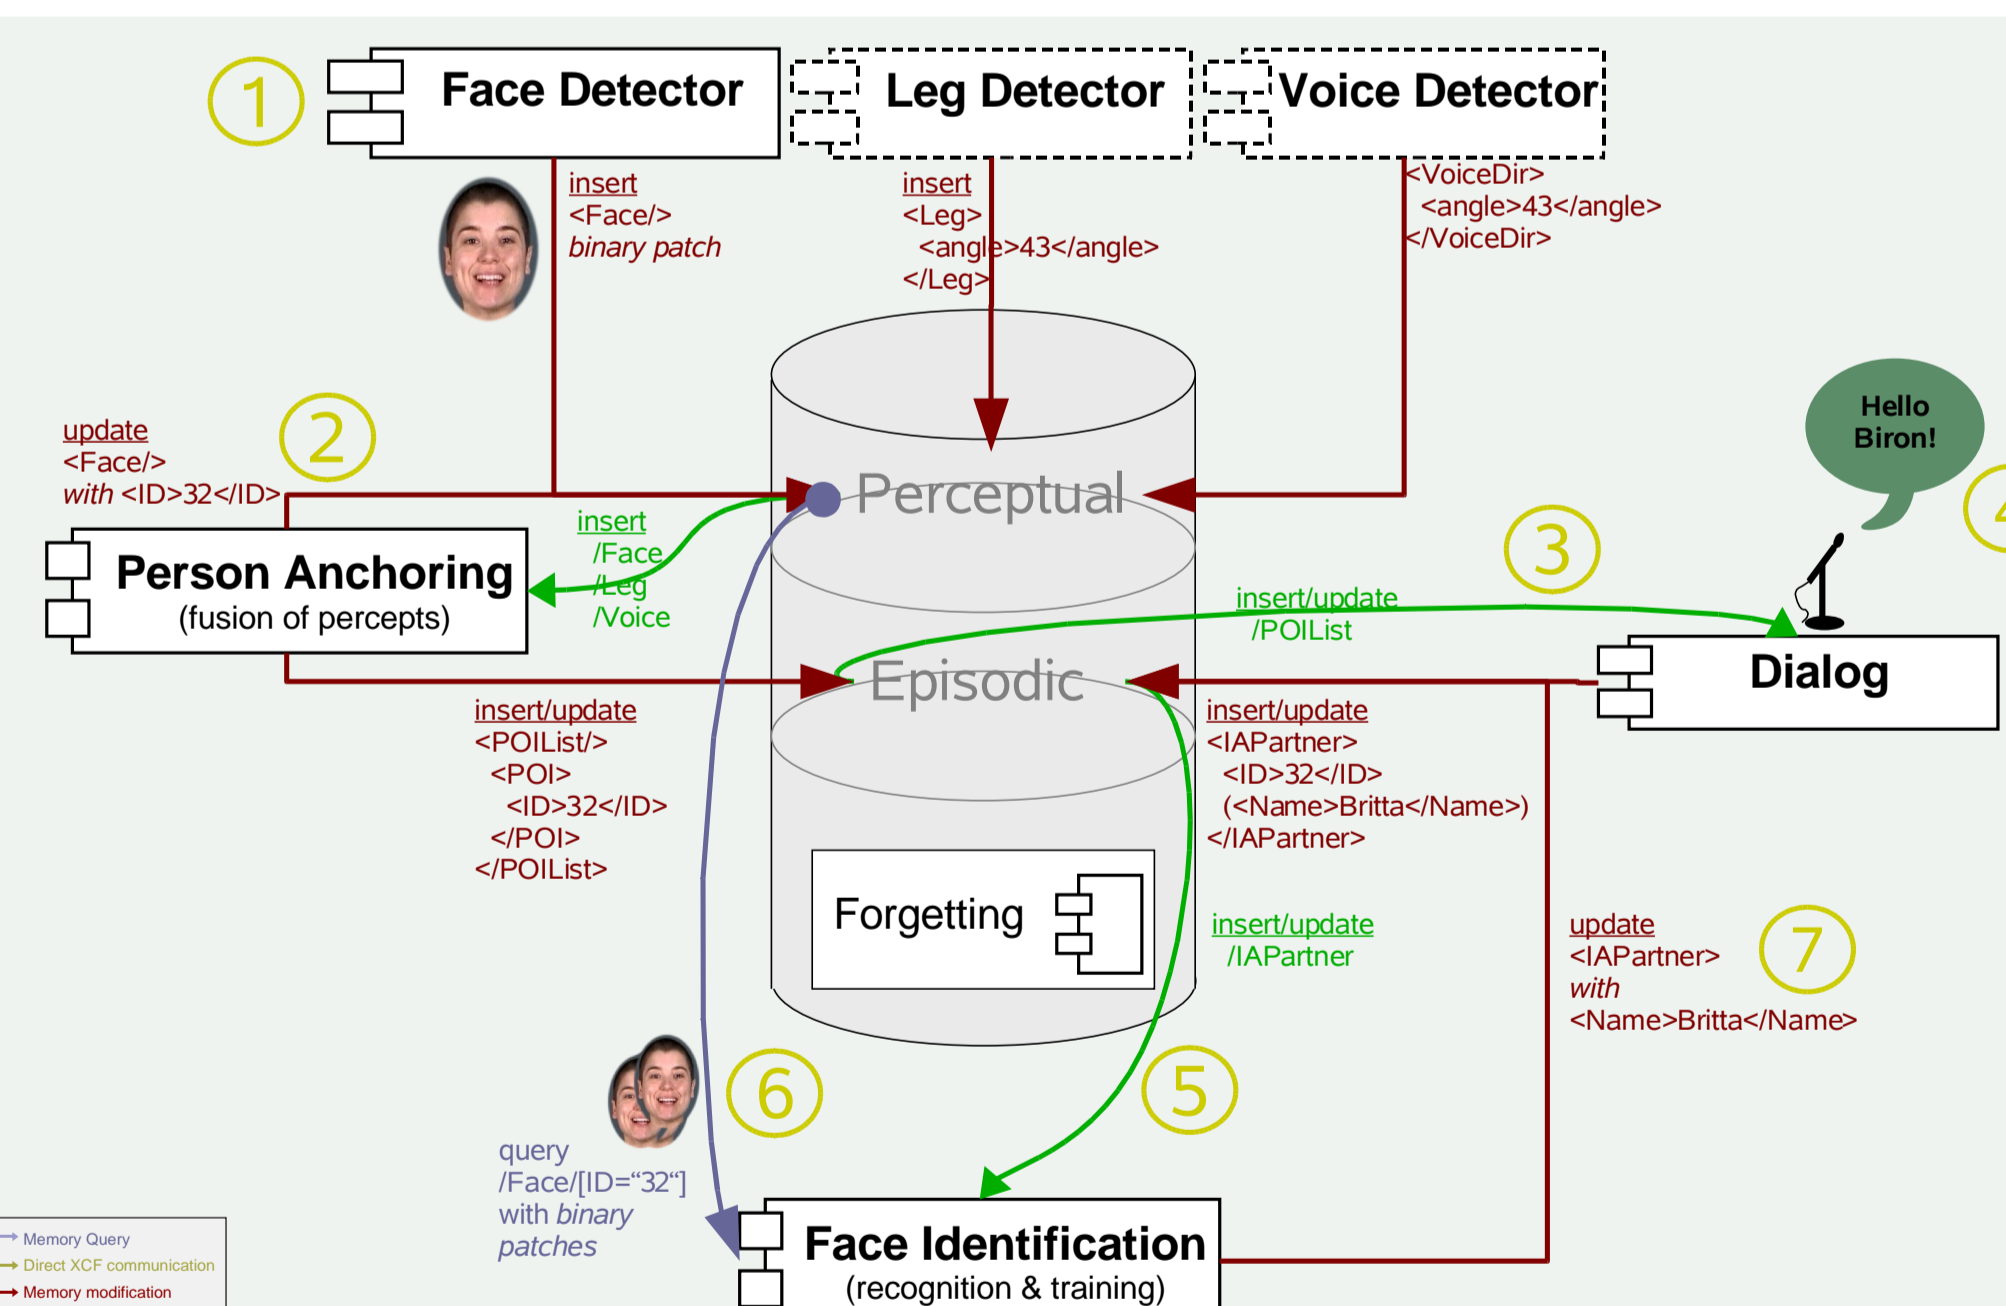 1
Face Detector
Leg Detector
Voice Detector
insert
<Face/>
binary patch
insert
<Leg>
<angle>43</angle>
</Leg>
<VoiceDir>
<angle>43</angle>
</VoiceDir>
Hello
Biron!
2
update
<Face/>
with <ID>32</ID>
Perceptual
insert
/Face
/Leg
/Voice
3
4
Person Anchoring
(fusion of percepts)
insert/update
/POIList
Episodic
Dialog
insert/update
<POIList/>
<POI>
<ID>32</ID>
</POI>
</POIList>
insert/update
<IAPartner>
<ID>32</ID>
(<Name>Britta</Name>)
</IAPartner>
Forgetting
insert/update
/IAPartner
update
<IAPartner>
with
<Name>Britta</Name>
7
6
5
query
/Face/[ID=“32“]
with binary
patches
Face Identification
(recognition & training)
Memory Query
Direct XCF communication
Memory modification